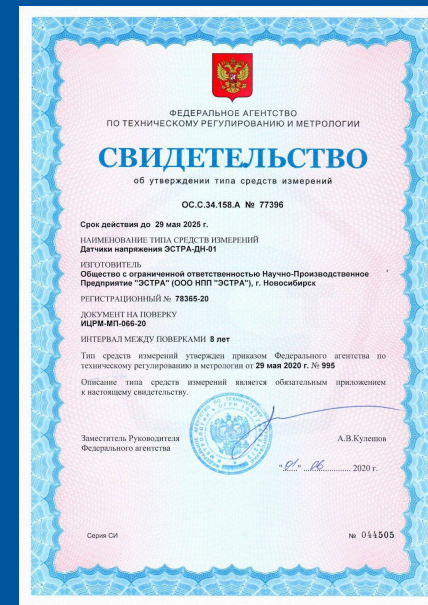 ФЕДЕРАЛЬНОЕ АГЕНТСТВО
ПО ТЕХНИЧЕСКОМУ РЕГУЛИРОВАНИЮ И МЕТРОЛОГИИ
СВИДЕТЕЛЬСТВО
об утверждении типа средств измерений
OC.C.34.158.A № 77396
Срок действия до 29 мая 2025 г.
НАИМЕНОВАНИЕ ТИПА СРЕДСТВ ИЗМЕРЕНИЙ
Датчики напряжения ЭСТРА-ДН-01
ИЗГОТОВИТЕЛЬ
Общество с ограниченной ответственностью Научно-Производственное
Предприятие "ЭСТРА" (ООО НПП "ЭСТРА"), г. Новосибирск
РЕГИСТРАЦИОННЫЙ № 78365-20
ДОКУМЕНТ НА ПОВЕРКУ
ИЦРМ-МП-066-20
ИНТЕРВАЛ МЕЖДУ ПОВЕРКАМИ 8 лет
Тип средств измерений утвержден приказом Федерального агентства по
техническому регулированию и метрологии от 29 мая 2020 г. № 995
Описание типа средств измерений является обязательным приложением
к настоящему свидетельству.
Заместитель Руководителя
Федерального агентства
А.В.Кулешов
"01" 06 2020 г.
Серия СИ
№ 044505